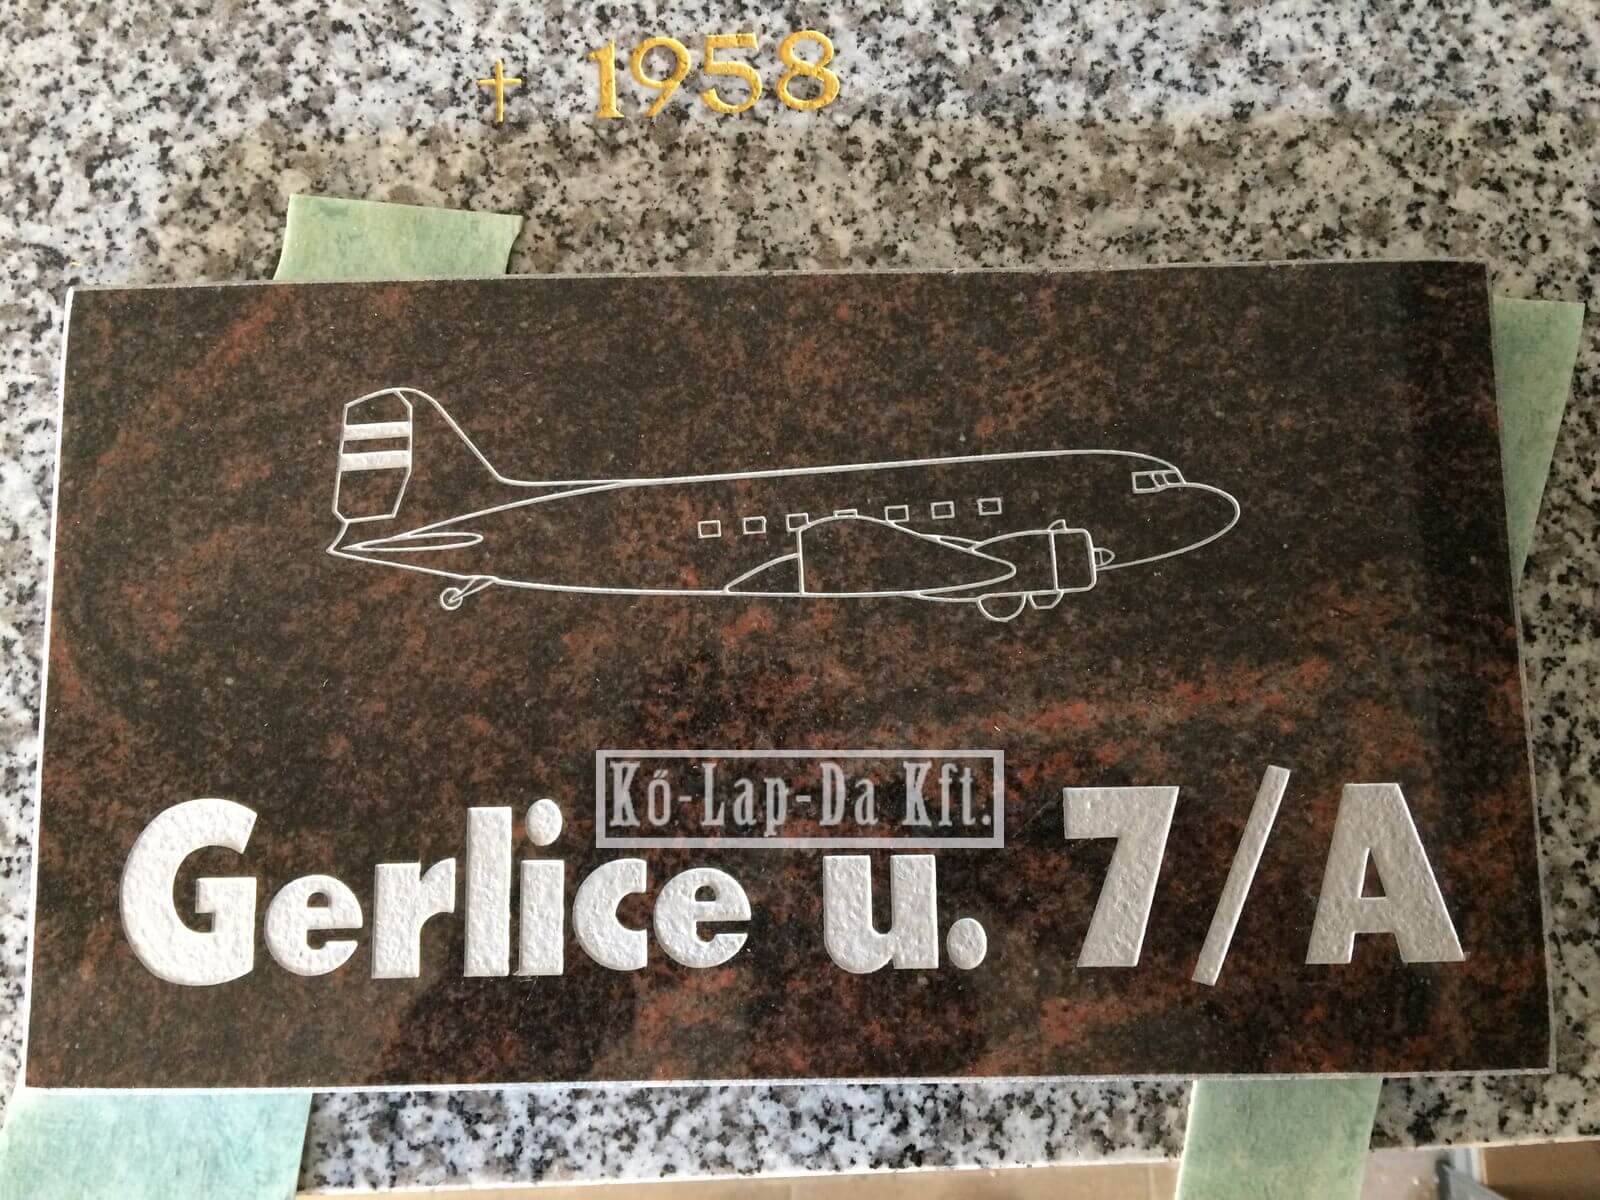 † 1958
Kő-Lap-Da Kft.
Gerlice u. 7/A